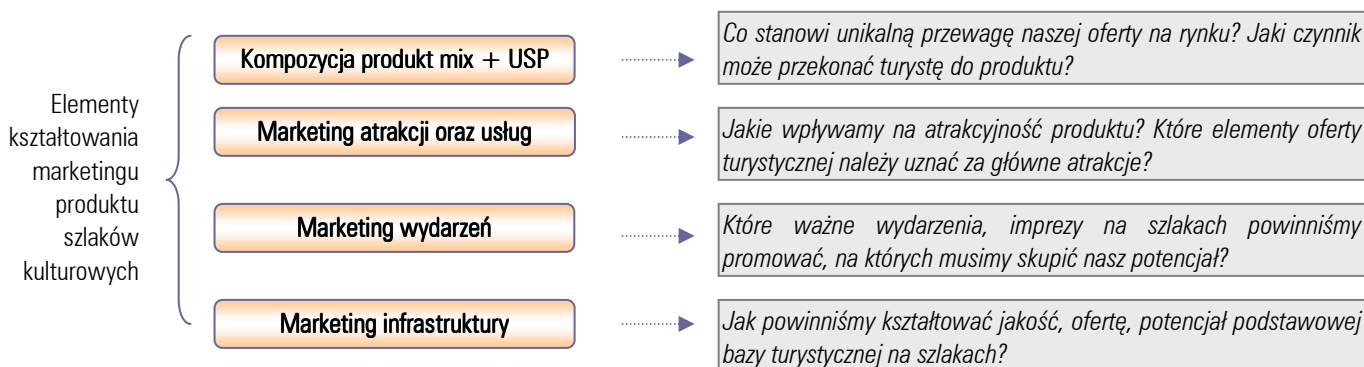 Elementy
kształtowania
marketingu
produktu
szlaków
kulturowych
Kompozycja produkt mix + USP
Co stanowi unikalną przewagę naszej oferty na rynku? Jaki czynnik
może przekonać turystę do produktu?
Marketing atrakcji oraz usług
Jakie wpływamy na atrakcyjność produktu? Które elementy oferty
turystycznej należy uznać za główne atrakcje?
Marketing wydarzeń
Które ważne wydarzenia, imprezy na szlakach powinniśmy
promować, na których musimy skupić nasz potencjał?
Marketing infrastruktury
Jak powinniśmy kształtować jakość, ofertę, potencjał podstawowej
bazy turystycznej na szlakach?